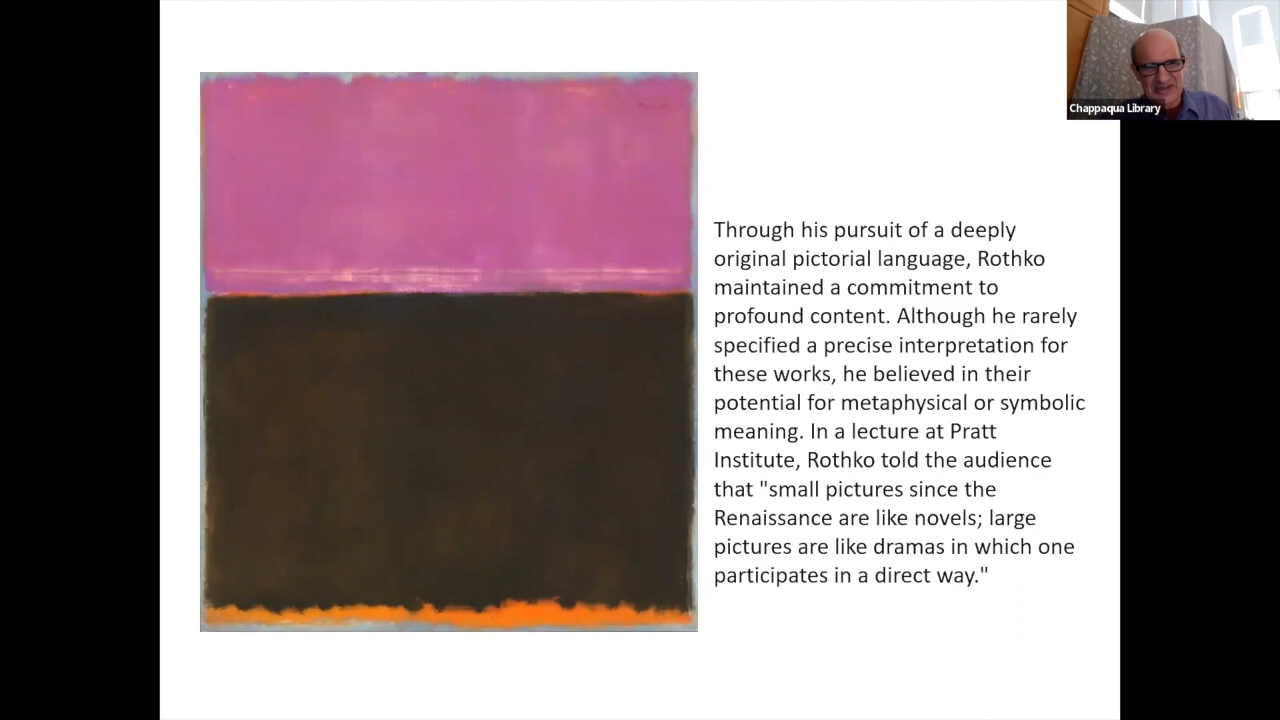 Chappaqua Library
Through his pursuit of a deeply
original pictorial language, Rothko
maintained a commitment to
profound content. Although he rarely
specified a precise interpretation for
these works, he believed in their
potential for metaphysical or symbolic
meaning. In a lecture at Pratt
Institute, Rothko told the audience
that "small pictures since the
Renaissance are like novels; large
pictures are like dramas in which one
participates in a direct way."